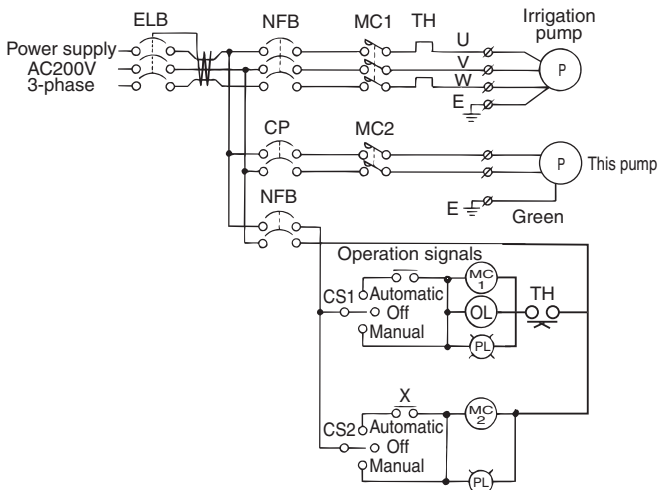 ELB NFB MC1 TH Irrigation
pump
Power supply
AC200V
3-phase
U
V
W
E
P
CP MC2
P This pump
E Green
NFB
Operation signals
MC
1
CS1 Automatic
Off
Manual
OL
TH
PL
X
CS2 Automatic
Off
Manual
MC
2
PL